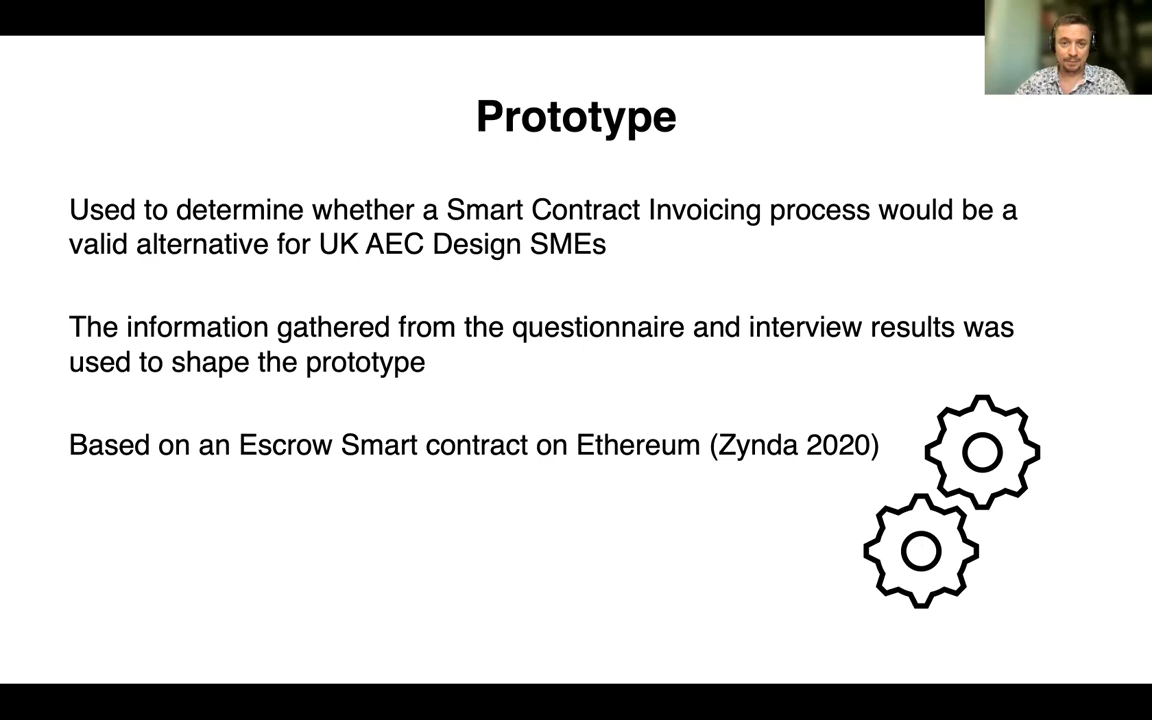 Prototype
Used to determine whether a Smart Contract Invoicing process would be a
valid alternative for UK AEC Design SMEs
The information gathered from the questionnaire and interview results was
used to shape the prototype
Based on an Escrow Smart contract on Ethereum (Zynda 2020)